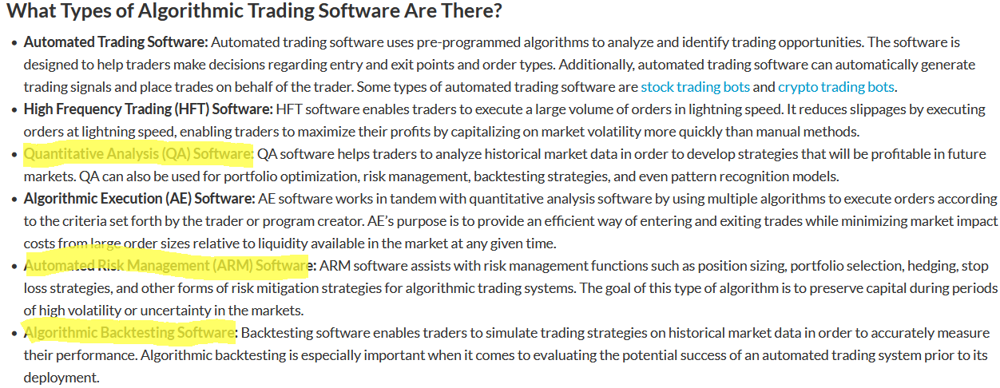 What Types of Algorithmic Trading Software Are There?
• Automated Trading Software: Automated trading software uses pre-programmed algorithms to analyze and identify trading opportunities. The software is
designed to help traders make decisions regarding entry and exit points and order types. Additionally, automated trading software can automatically generate
trading signals and place trades on behalf of the trader. Some types of automated trading software are stock trading bots and crypto trading bots.
• High Frequency Trading (HFT) Software: HFT software enables traders to execute a large volume of orders in lightning speed. It reduces slippages by executing
orders at lightning speed, enabling traders to maximize their profits by capitalizing on market volatility more quickly than manual methods.
• Quantitative Analysis (QA) Software: QA software helps traders to analyze historical market data in order to develop strategies that will be profitable in future
markets. QA can also be used for portfolio optimization, risk management, backtesting strategies, and even pattern recognition models.
• Algorithmic Execution (AE) Software: AE software works in tandem with quantitative analysis software by using multiple algorithms to execute orders according
to the criteria set forth by the trader or program creator. AE’s purpose is to provide an efficient way of entering and exiting trades while minimizing market impact
costs from large order sizes relative to liquidity available in the market at any given time.
• Automated Risk Management (ARM) Software: ARM software assists with risk management functions such as position sizing, portfolio selection, hedging, stop
loss strategies, and other forms of risk mitigation strategies for algorithmic trading systems. The goal of this type of algorithm is to preserve capital during periods
of high volatility or uncertainty in the markets.
• Algorithmic Backtesting Software: Backtesting software enables traders to simulate trading strategies on historical market data in order to accurately measure
their performance. Algorithmic backtesting is especially important when it comes to evaluating the potential success of an automated trading system prior to its
deployment.